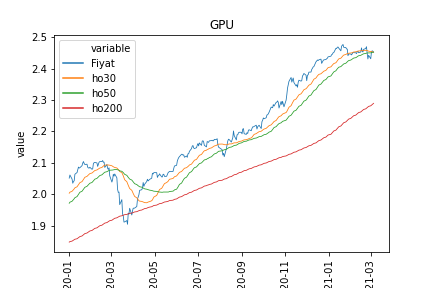 GPU
2.5
2.4
2.3
2.2
2.1
2.0
1.9
value
variable
Fiyat
ho30
ho50
ho200
20-01
20-03
20-05
20-07
20-09
20-11
21-01
21-03